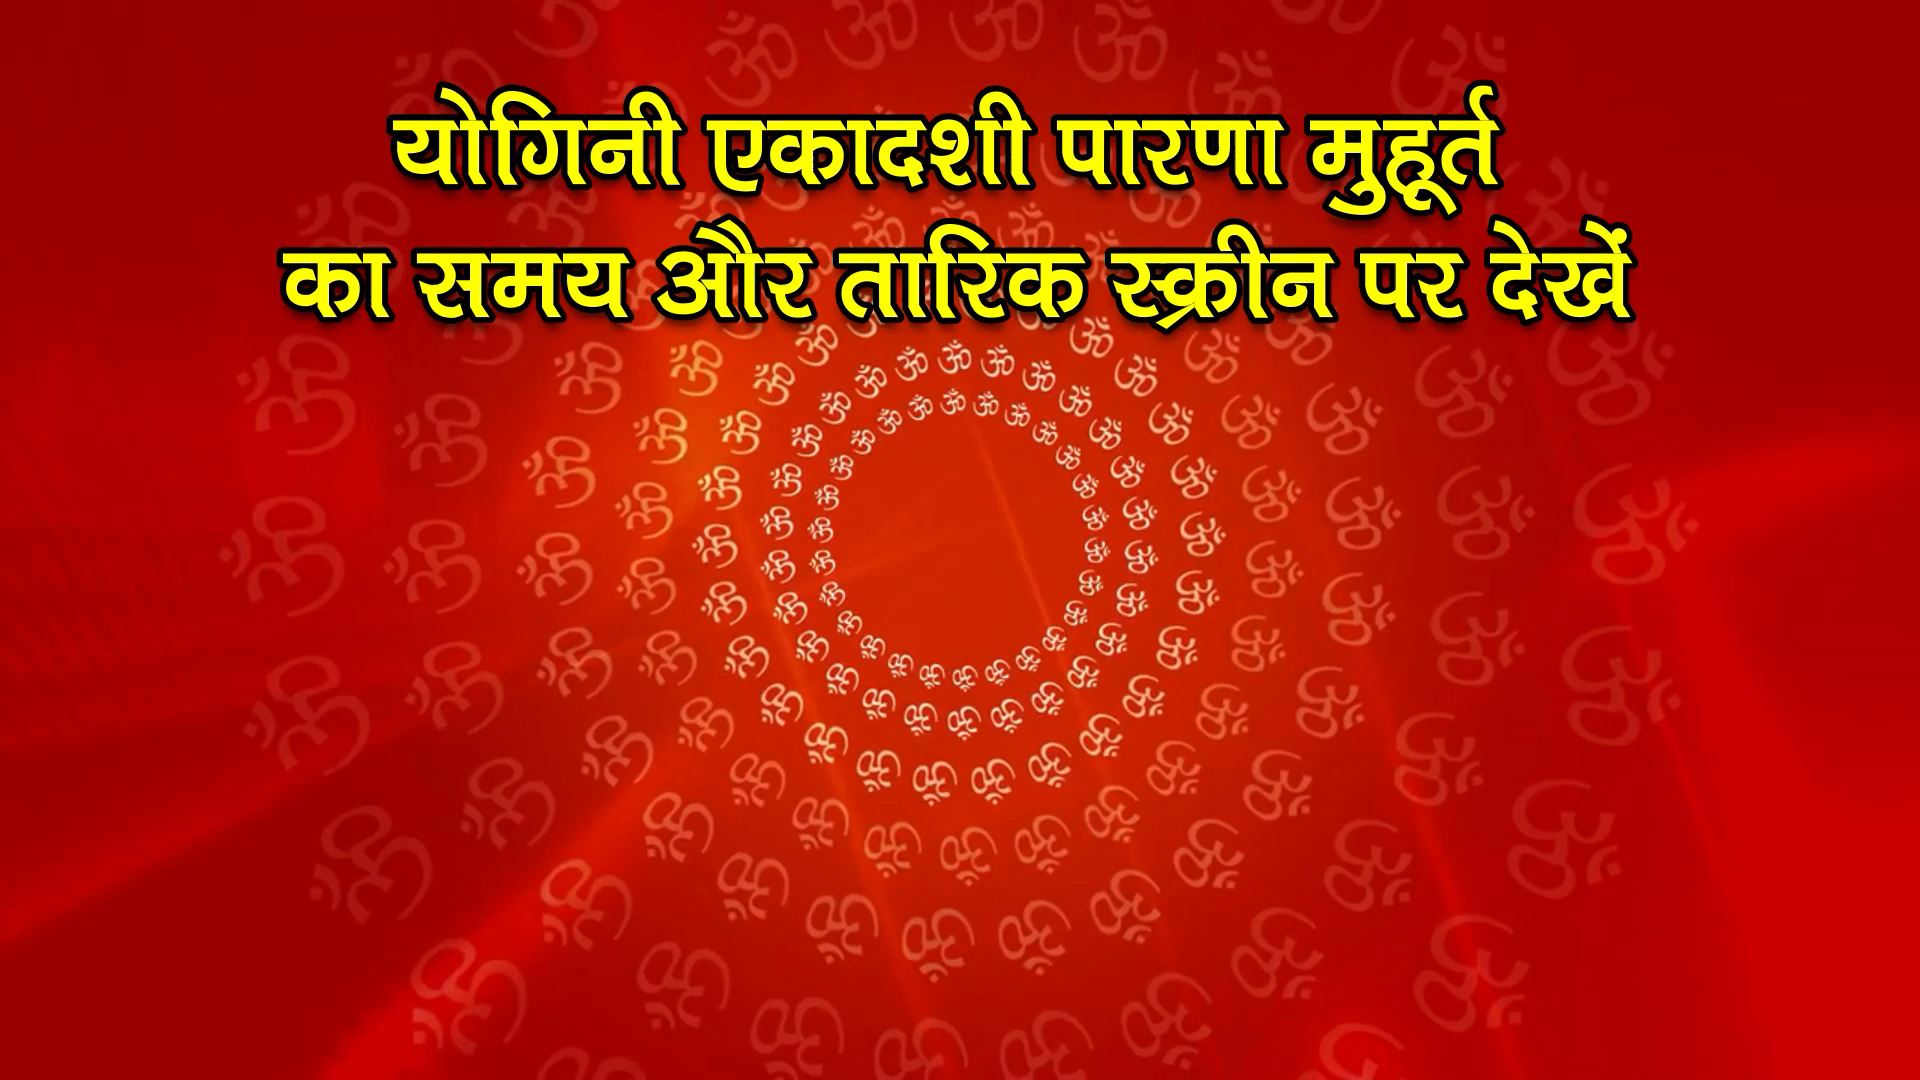 योगिनी एकादशी पारणा मुहूर्त
का समय और तारिक स्क्रीन पर देखें